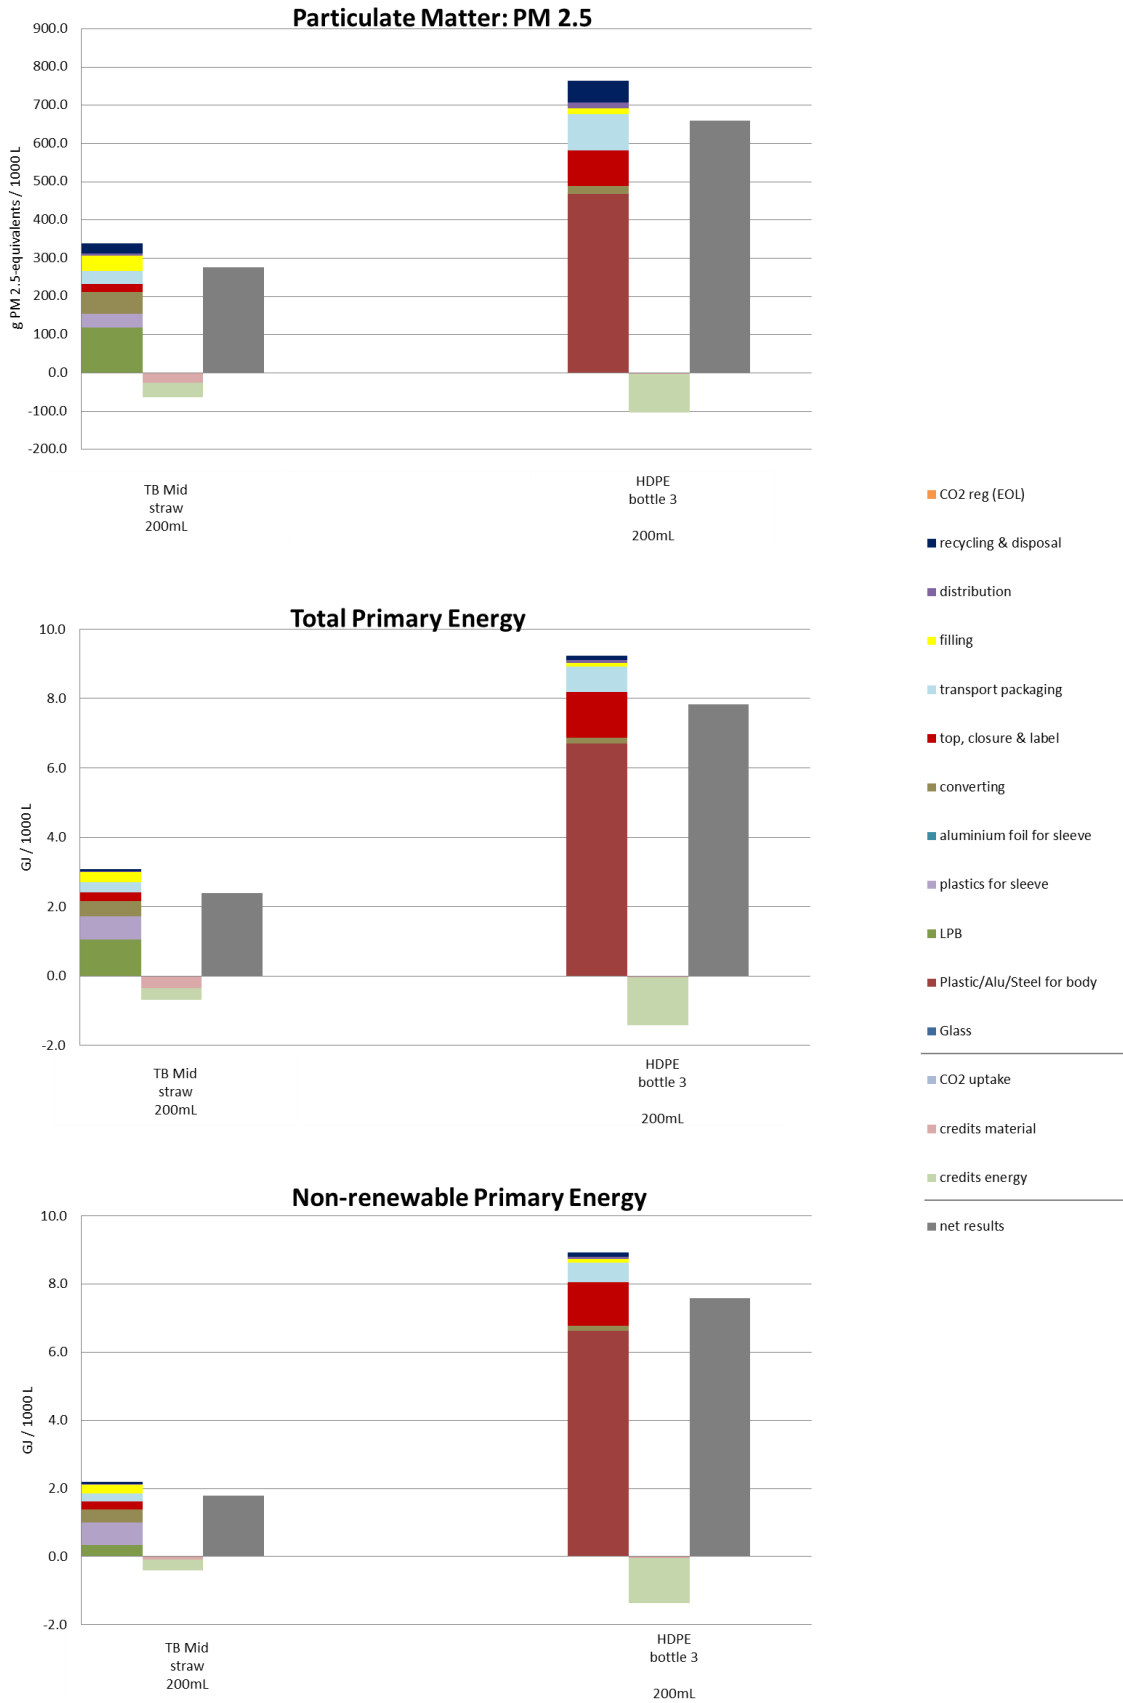 Particulate Matter: PM 2.5
900.0
800.0
700.0
600.0
500.0
400.0
300.0
200.0
100.0
0.0
-100.0
-200.0
g PM 2.5-equivalents / 1000 L
TB Mid
straw
200mL
HDPE
bottle 3
200mL
Total Primary Energy
10.0
8.0
6.0
4.0
2.0
0.0
-2.0
GJ / 1000 L
TB Mid
straw
200mL
HDPE
bottle 3
200mL
Non-renewable Primary Energy
10.0
8.0
6.0
4.0
2.0
0.0
-2.0
GJ / 1000 L
TB Mid
straw
200mL
HDPE
bottle 3
200mL
CO2 reg (EOL)
recycling & disposal
distribution
filling
transport packaging
top, closure & label
converting
aluminium foil for sleeve
plastics for sleeve
LPB
Plastic/Alu/Steel for body
Glass
CO2 uptake
credits material
credits energy
net results